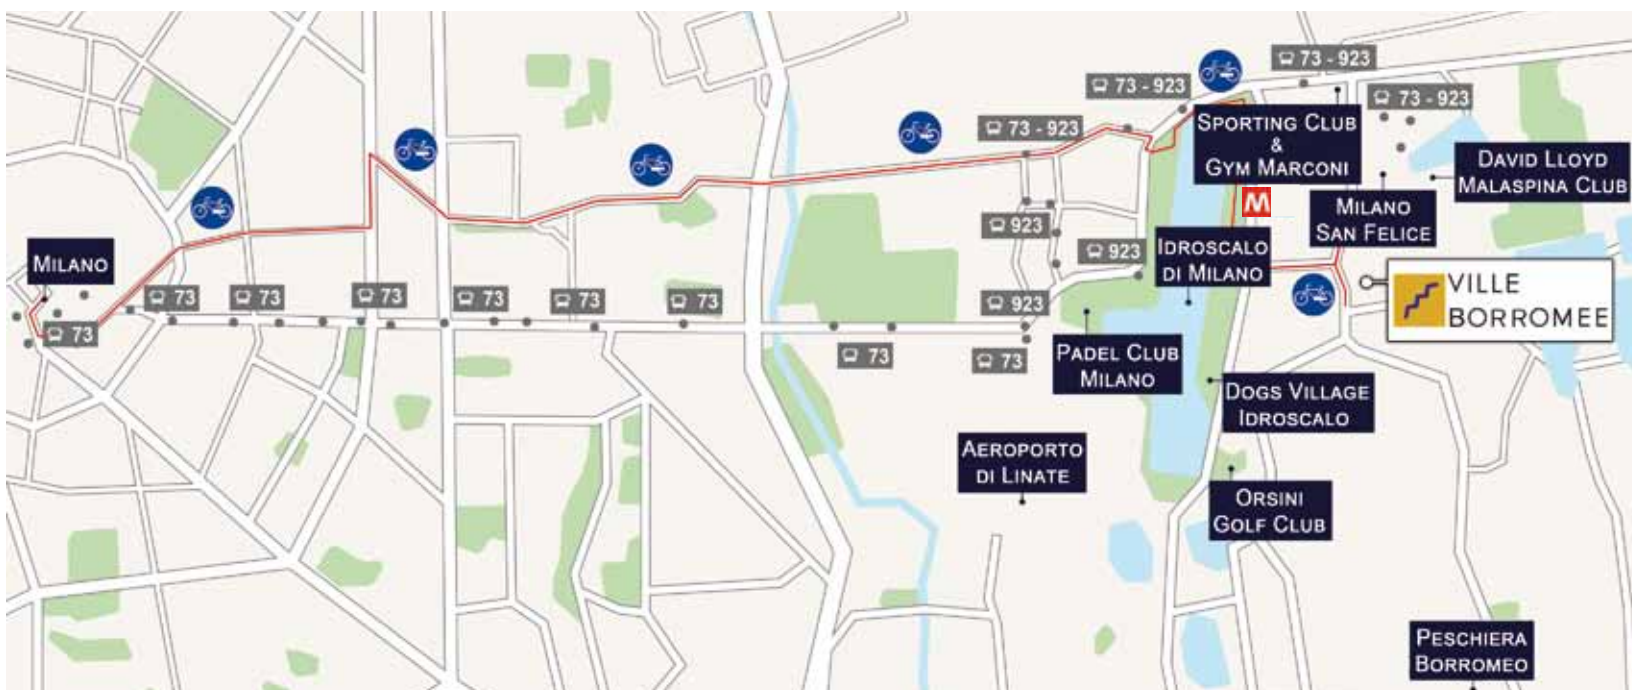 73 - 923
73 - 923
73 - 923
73 - 923
SPORTING CLUB
&
GYM MARCONI
DAVID LLOYD
MALASPINA CLUB
M
MILANO
SAN FELICE
923
923
IDROSCALO
DI MILANO
MILANO
73
73
73
73
73
73
923
VILLE
BORROMEE
73
73
73
PADEL CLUB
MILANO
DOGS VILLAGE
IDROSCALO
AEROPORTO
DI LINATE
ORSINI
GOLF CLUB
PESCHIERA
BORROMEO